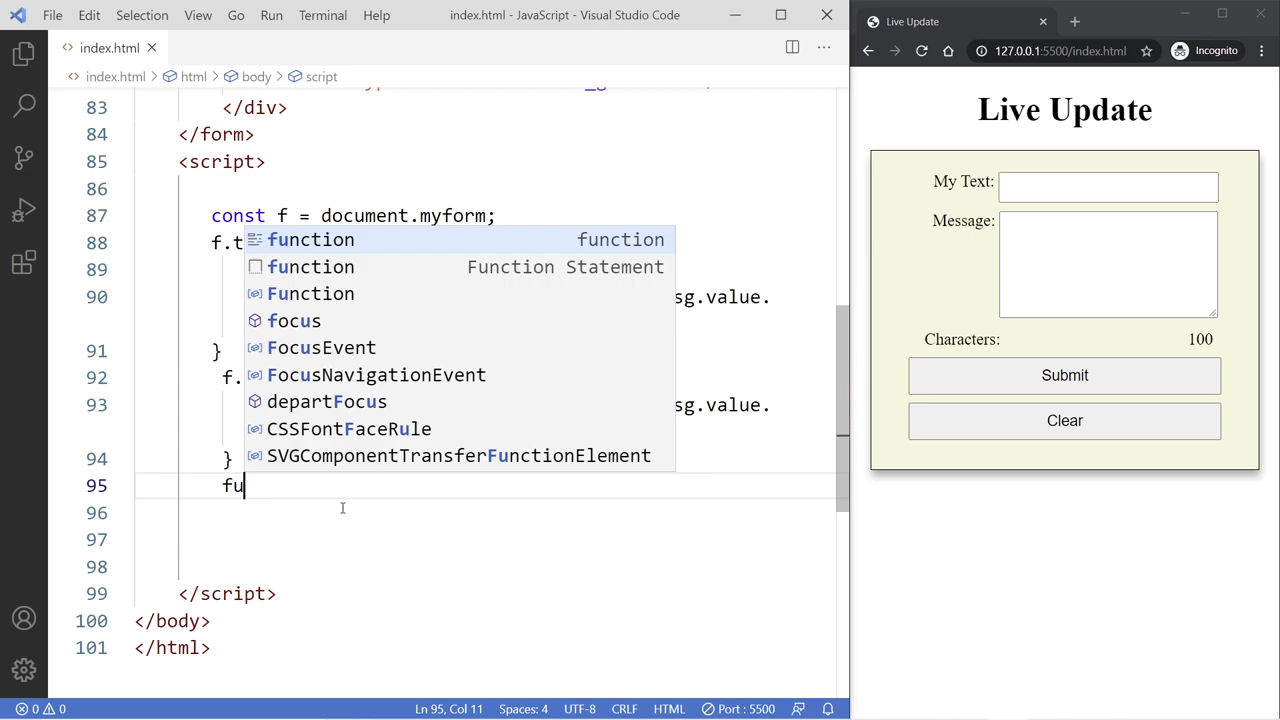 File Edit Selection View Go Run Terminal Help index.html - JavaScript - Visual Studio Code
index.html
index.html > html > body > script
83 </div>
84 </form>
85 <script>
86
87 const f = document.myform;
88 f.t
89
90 sg.value.
91 }
92 f.
93 sg.value.
94 }
95 fu
96
97
98
99 </script>
100 </body>
101 </html>
function function
function Function Statement
Function
focus
FocusEvent
FocusNavigationEvent
departFocus
CSSFontFaceRule
SVGComponentTransferFunctionElement
0 0 Ln 95, Col 11 Spaces: 4 UTF-8 CRLF HTML Port : 5500
Live Update
127.0.0.1:5500/index.html Incognito
Live Update
My Text:
Message:
Characters: 100
Submit
Clear